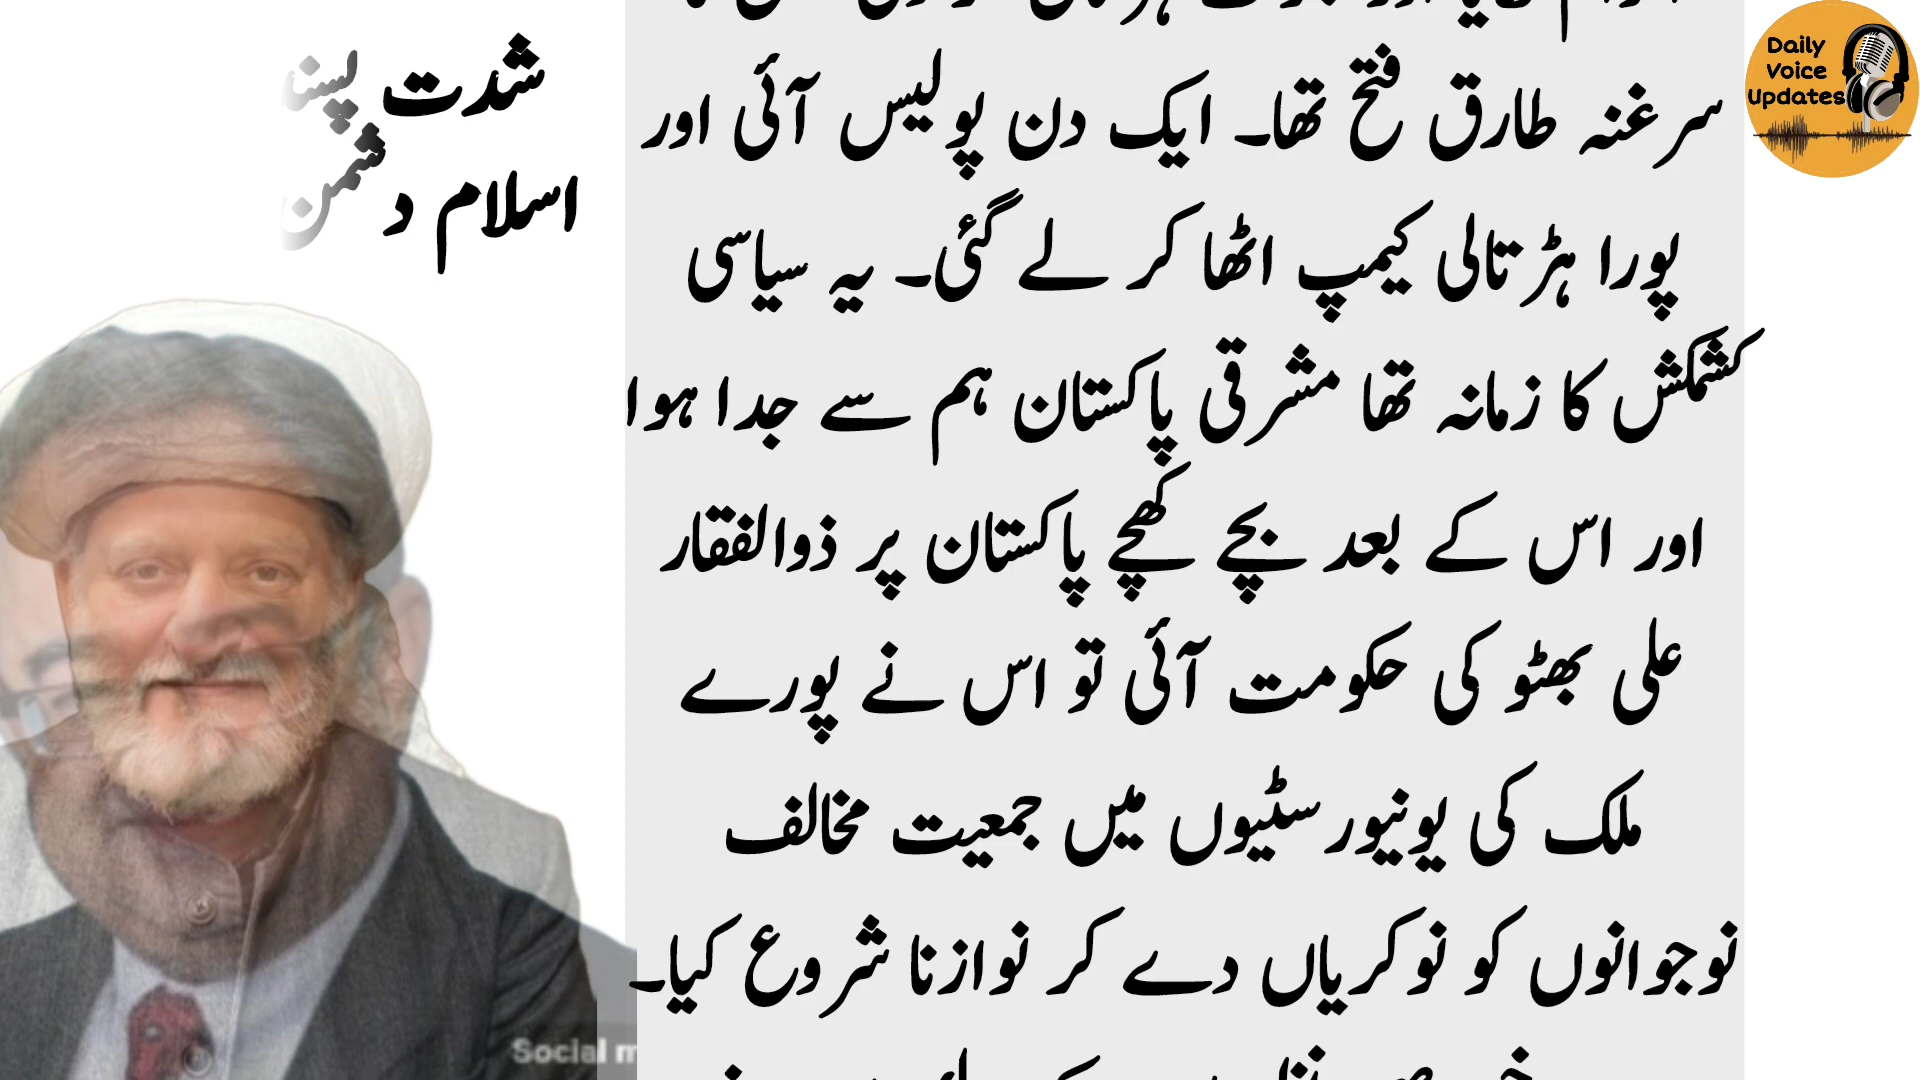 شدت پسند
اسلام دشمن
سرغنہ طارق فتح تھا۔ ایک دن پولیس آئی اور
پورا ہڑتالی کیمپ اٹھا کر لے گئی۔ یہ سیاسی
کشمکش کا زمانہ تھا مشرقی پاکستان ہم سے جدا ہوا
اور اس کے بعد بچے کھچے پاکستان پر ذوالفقار
علی بھٹو کی حکومت آئی تو اس نے پورے
ملک کی یونیورسٹیوں میں جمعیت مخالف
نوجوانوں کو نوکریاں دے کر نوازنا شروع کیا۔
Daily
Voice
Updates
Social